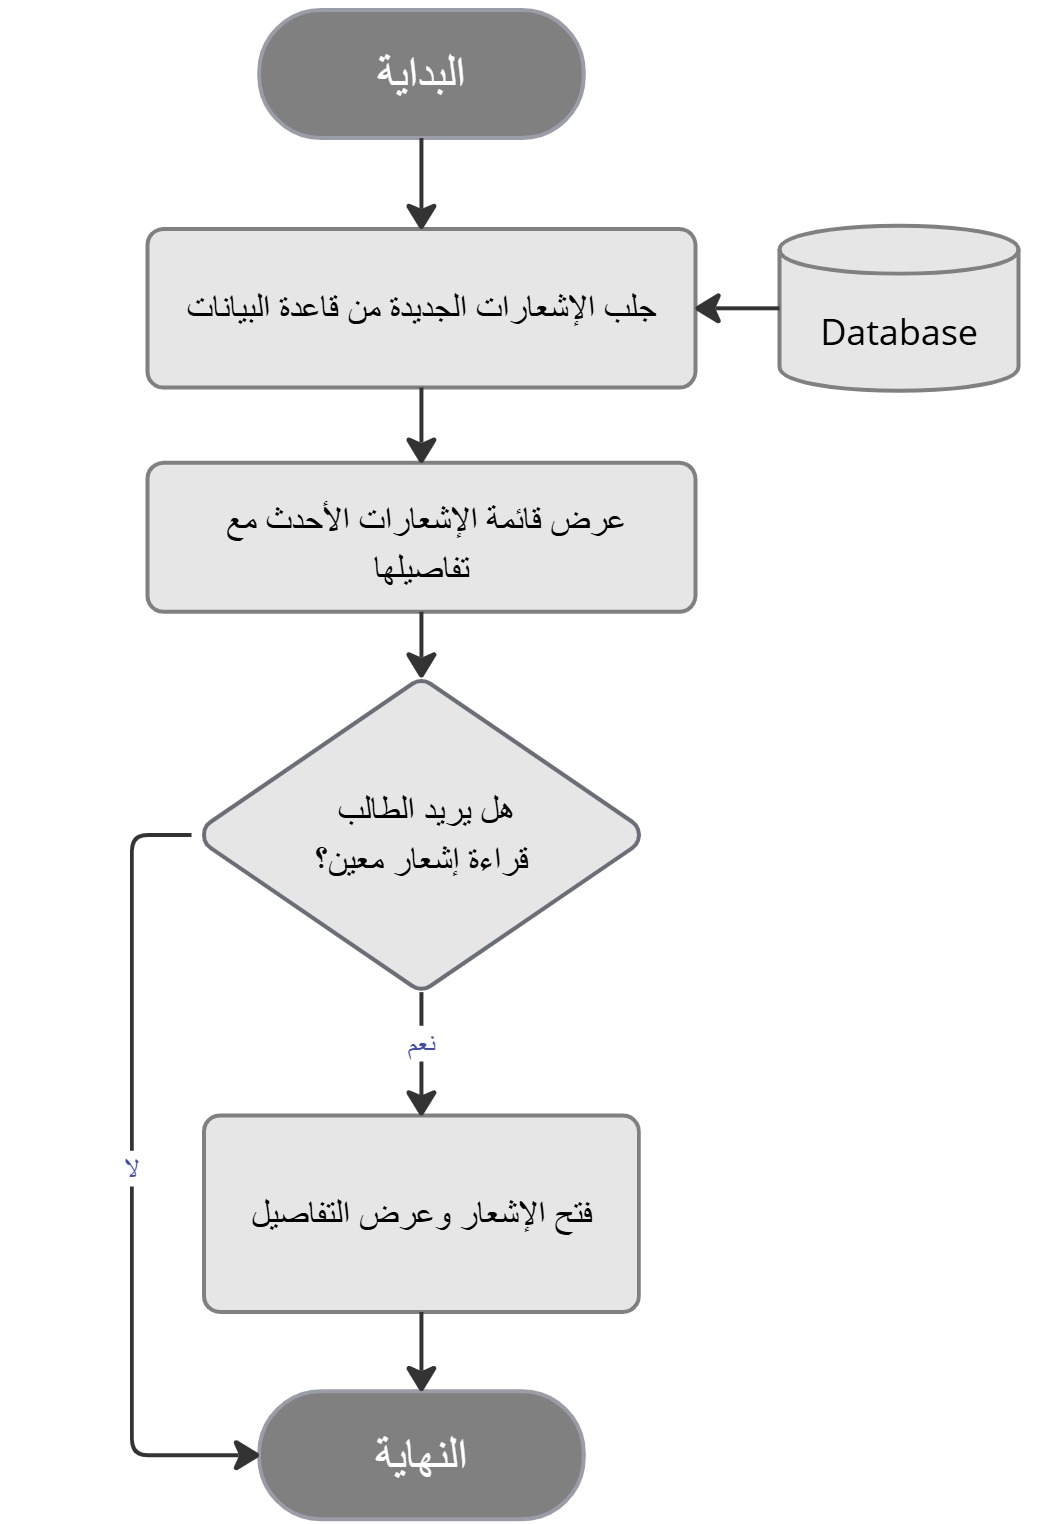 البداية
جلب الإشعارات الجديدة من قاعدة البيانات
Database
عرض قائمة الإشعارات الأحدث مع
تفاصيلها
هل يريد الطالب
قراءة إشعار معين؟
نعم
لا
فتح الإشعار وعرض التفاصيل
النهاية